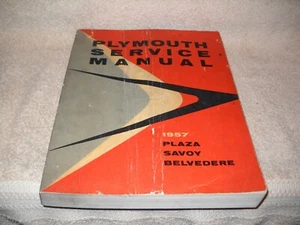 PLYMOUTH
SERVICE
MANUAL
1957
PLAZA
SAVOY
BELVEDERE